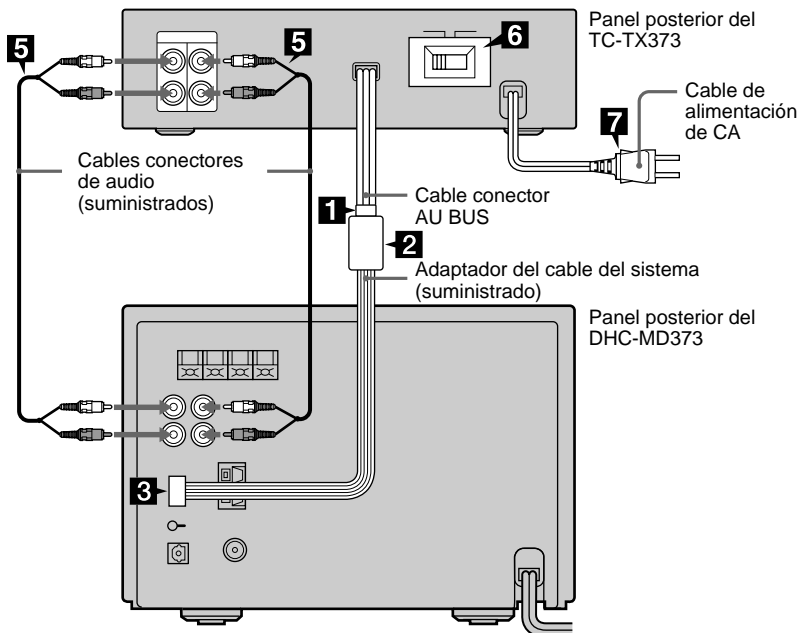 Panel posterior del
TC-TX373
5
5
6
Cable de
alimentación
de CA
7
Cables conectores
de audio
(suministrados)
Cable conector
AU BUS
1
2
Adaptador del cable del sistema
(suministrado)
Panel posterior del
DHC-MD373
3